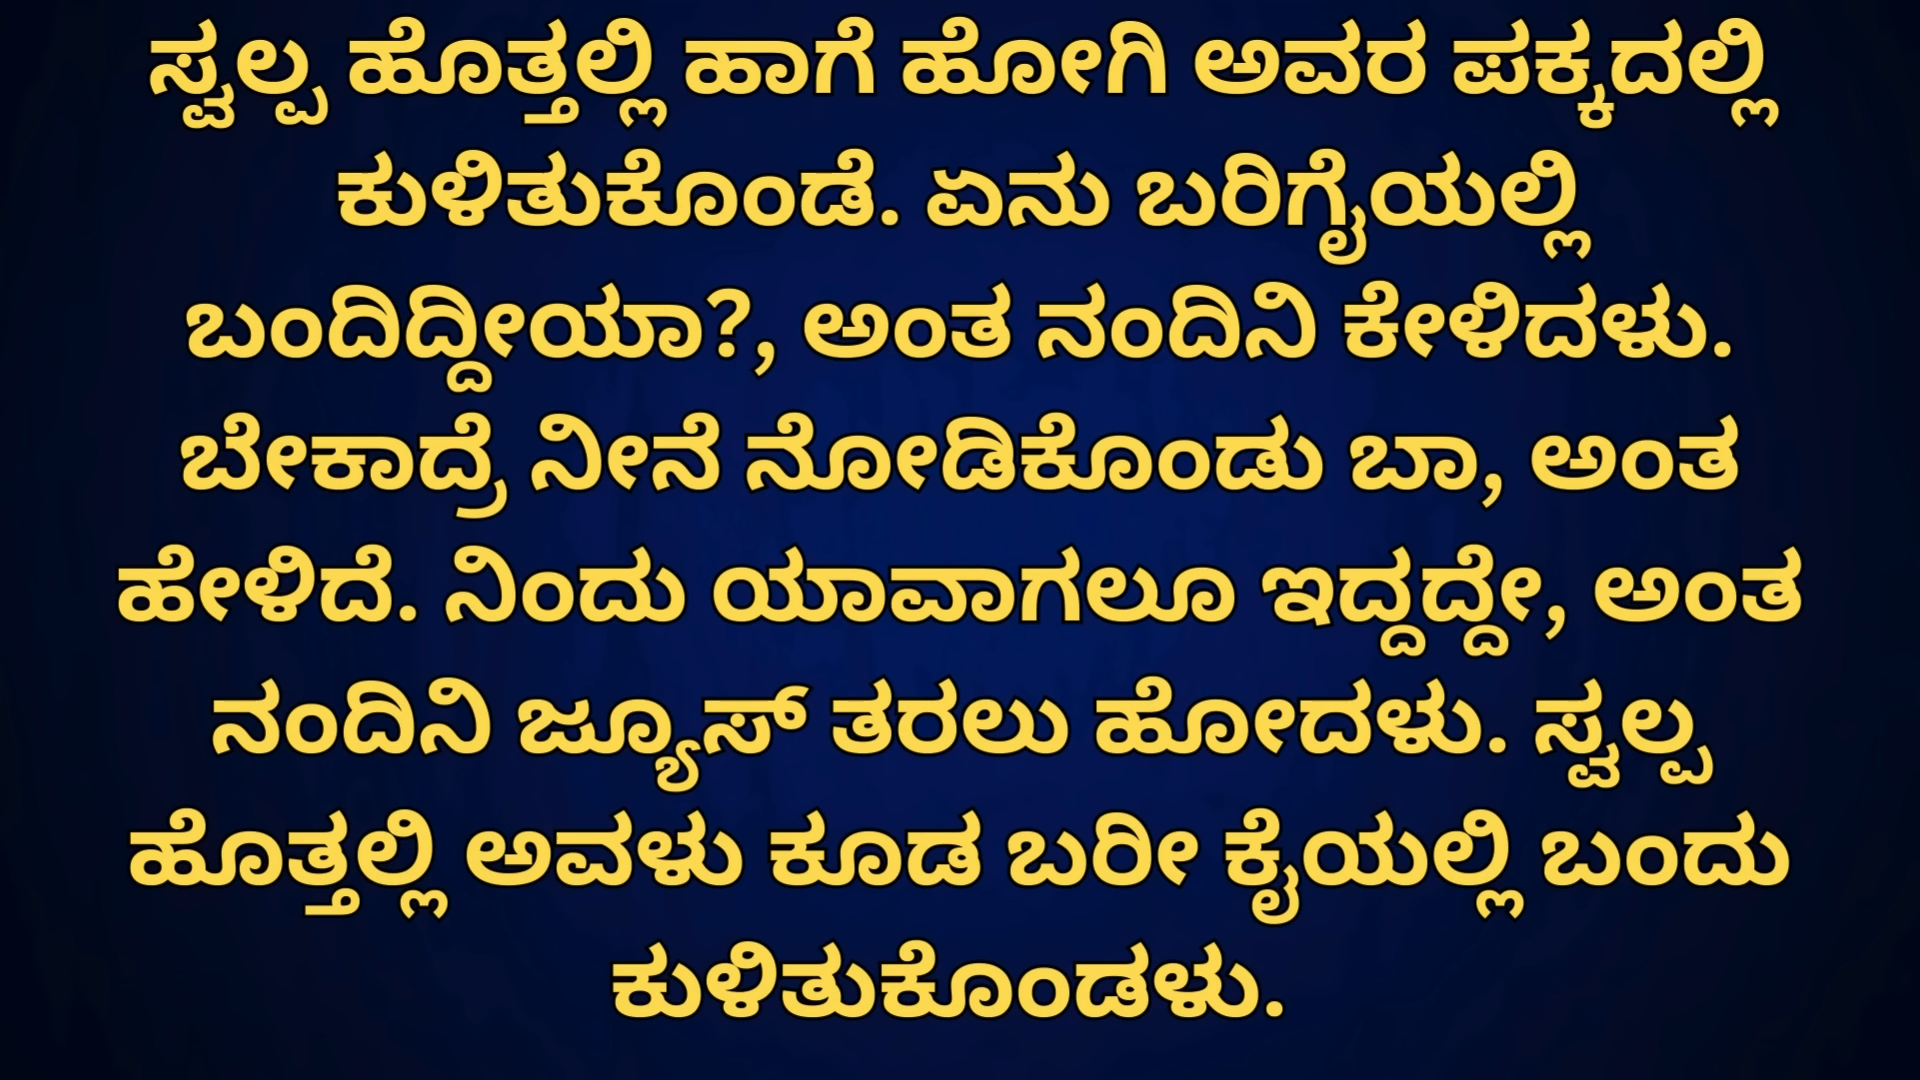 ಸ್ವಲ್ಪ ಹೊತ್ತಲ್ಲಿ ಹಾಗೆ ಹೋಗಿ ಅವರ ಪಕ್ಕದಲ್ಲಿ
ಕುಳಿತುಕೊಂಡೆ. ಏನು ಬರಿಗೈಯಲ್ಲಿ
ಬಂದಿದ್ದೀಯಾ?, ಅಂತ ನಂದಿನಿ ಕೇಳಿದಳು.
ಬೇಕಾದ್ರೆ ನೀನೆ ನೋಡಿಕೊಂಡು ಬಾ, ಅಂತ
ಹೇಳಿದೆ. ನಿಂದು ಯಾವಾಗಲೂ ಇದ್ದದ್ದೇ, ಅಂತ
ನಂದಿನಿ ಜ್ಯೂಸ್ ತರಲು ಹೋದಳು. ಸ್ವಲ್ಪ
ಹೊತ್ತಲ್ಲಿ ಅವಳು ಕೂಡ ಬರೀ ಕೈಯಲ್ಲಿ ಬಂದು
ಕುಳಿತುಕೊಂಡಳು.